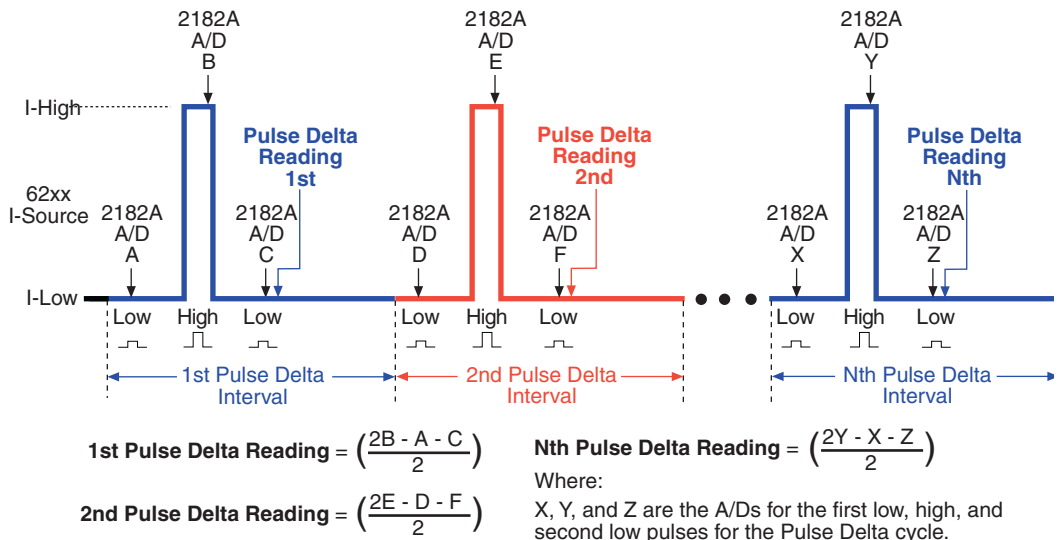 2182A
A/D
B
2182A
A/D
E
2182A
A/D
Y
I-High
Pulse Delta
Reading
1st
Pulse Delta
Reading
2nd
Pulse Delta
Reading
Nth
62xx
I-Source
2182A
A/D
A
2182A
A/D
C
2182A
A/D
D
2182A
A/D
F
2182A
A/D
X
2182A
A/D
Z
I-Low
Low High Low
Low High Low
Low High Low
1st Pulse Delta
Interval
2nd Pulse Delta
Interval
Nth Pulse Delta
Interval
1st Pulse Delta Reading = (2B - A - C / 2)
2nd Pulse Delta Reading = (2E - D - F / 2)
Nth Pulse Delta Reading = (2Y - X - Z / 2)
Where:
X, Y, and Z are the A/Ds for the first low, high, and
second low pulses for the Pulse Delta cycle.